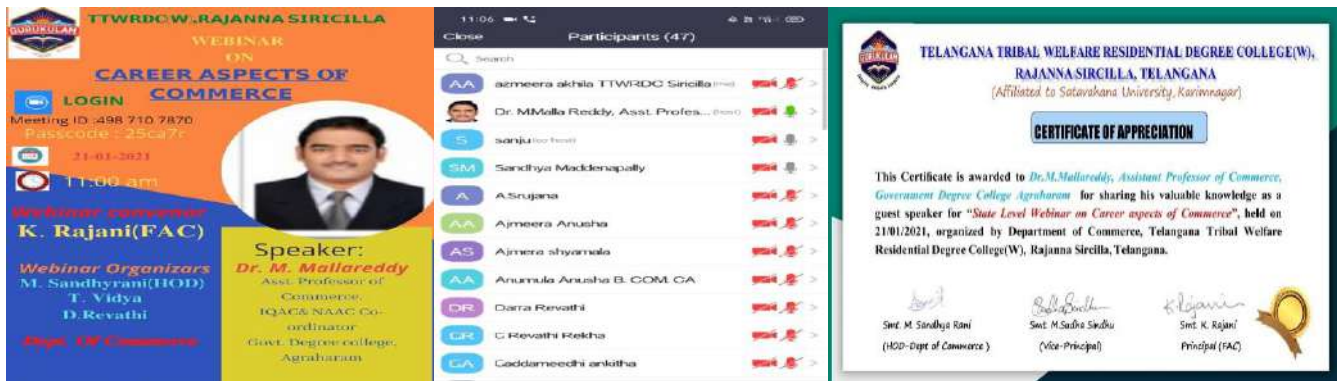 GURUKULAM
TTWRDC(W),RAJANNA SIRICILLA
WEBINAR
ON
CAREER ASPECTS OF
COMMERCE
LOGIN
Meeting ID :498 710 7870
Passcode : 25ca7r
21-01-2021
11:00 am
Webinar convenor
K. Rajani(FAC)
Webinar Organizars
M. Sandhyrani(HOD)
T. Vidya
D.Revathi
Dept. Of Commerce
Speaker:
Dr. M. Mallareddy
Asst. Professor of
Commerce,
IQAC& NAAC Co-
ordinator
Govt. Degree college,
Agraharam
11:06
Close
Participants (47)
Search
AA azmeera akhila TTWRDC Siricilla (me)
Dr. M.Malla Reddy, Asst. Profes... (host)
S sanju (co-host)
SM Sandhya Maddenapally
A A.Srujana
AA Ajmeera Anusha
AS Ajmera shyamala
AA Anumula Anusha B. COM. CA
DR Darra Revathi
GR G Revathi Rekha
GA Gaddameedhi ankitha
GURUKULAM
TELANGANA TRIBAL WELFARE RESIDENTIAL DEGREE COLLEGE(W),
RAJANNA SIRCILLA, TELANGANA
(Affiliated to Satavahana University, Karimnagar)
CERTIFICATE OF APPRECIATION
This Certificate is awarded to Dr.M.Mallareddy, Assistant Professor of Commerce,
Government Degree College Agraharam for sharing his valuable knowledge as a
guest speaker for “State Level Webinar on Career aspects of Commerce”, held on
21/01/2021, organized by Department of Commerce, Telangana Tribal Welfare
Residential Degree College(W), Rajanna Sircilla, Telangana.
K.Rajani
Smt. M Sandhya Rani
(HOD-Dept of Commerce )
Smt. M.Sudha Sindhu
(Vice-Principal)
Smt. K. Rajani
Principal (FAC)